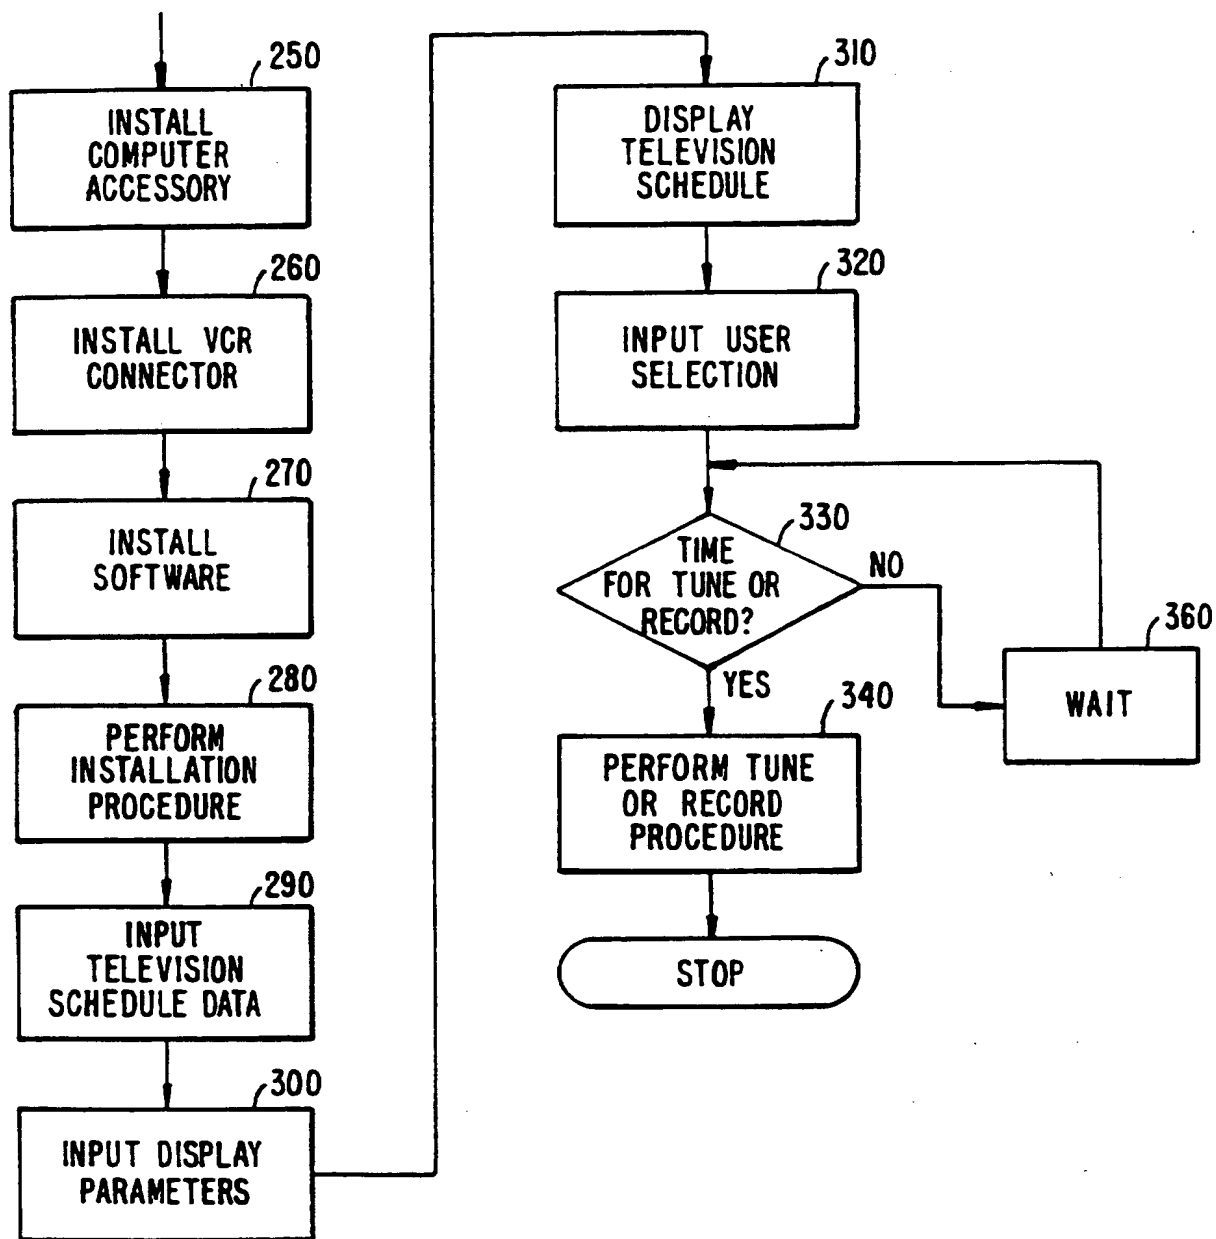 250
INSTALL
COMPUTER
ACCESSORY
260
INSTALL VCR
CONNECTOR
270
INSTALL
SOFTWARE
280
PERFORM
INSTALLATION
PROCEDURE
290
INPUT
TELEVISION
SCHEDULE DATA
300
INPUT DISPLAY
PARAMETERS
310
DISPLAY
TELEVISION
SCHEDULE
320
INPUT USER
SELECTION
330
TIME
FOR TUNE OR
RECORD?
NO
YES
360
WAIT
340
PERFORM TUNE
OR RECORD
PROCEDURE
STOP